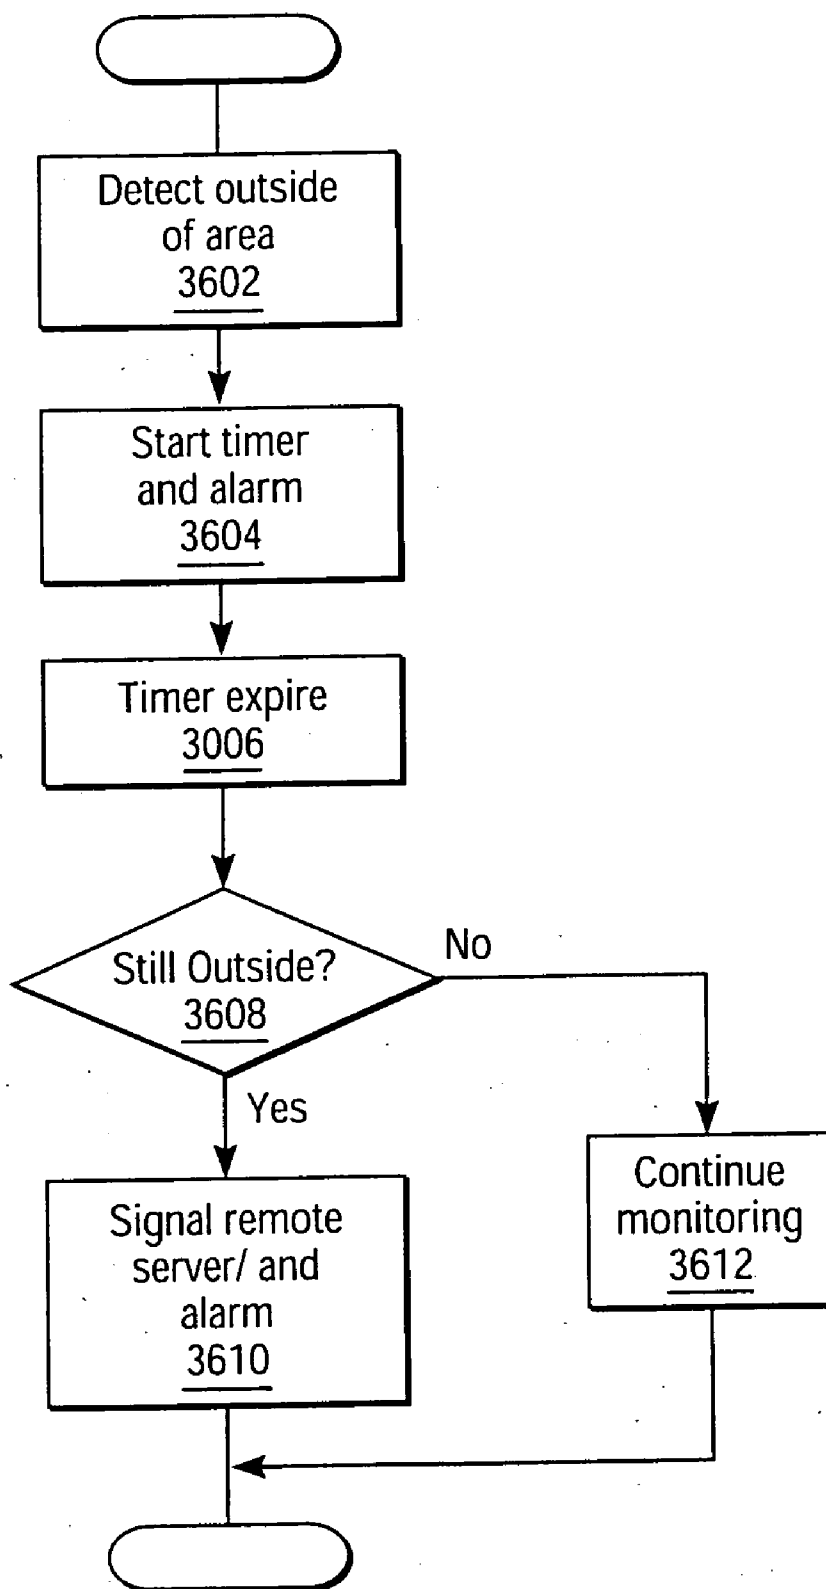 Detect outside
of area
3602
Start timer
and alarm
3604
Timer expire
3006
Still Outside?
3608
No
Yes
Signal remote
server/ and
alarm
3610
Continue
monitoring
3612